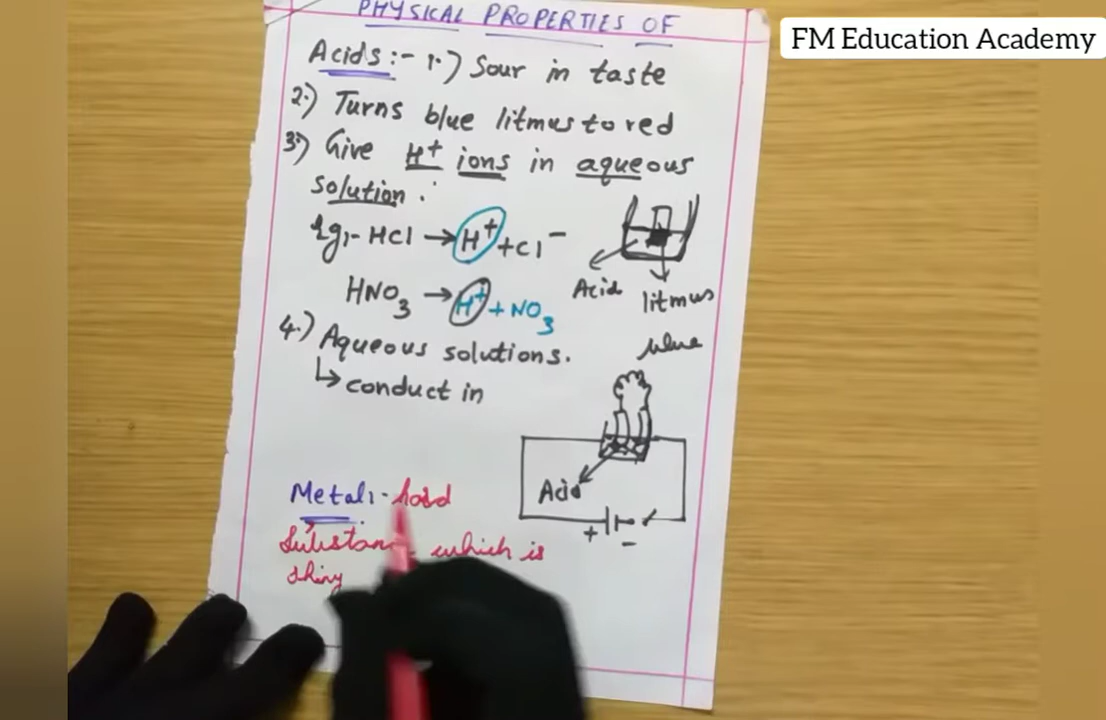 PHYSICAL PROPERTIES OF
FM Education Academy
Acids:- 1.) Sour in taste
2.) Turns blue litmus to red
3.) Give H+ ions in aqueous
solution.
Eg:- HCl → H+ + Cl−
HNO3 → H+ + NO3
Acid
litmus
blue
4.) Aqueous solutions.
↳ conduct in
Acid
+ −
Metal:- hard
which is
shiny